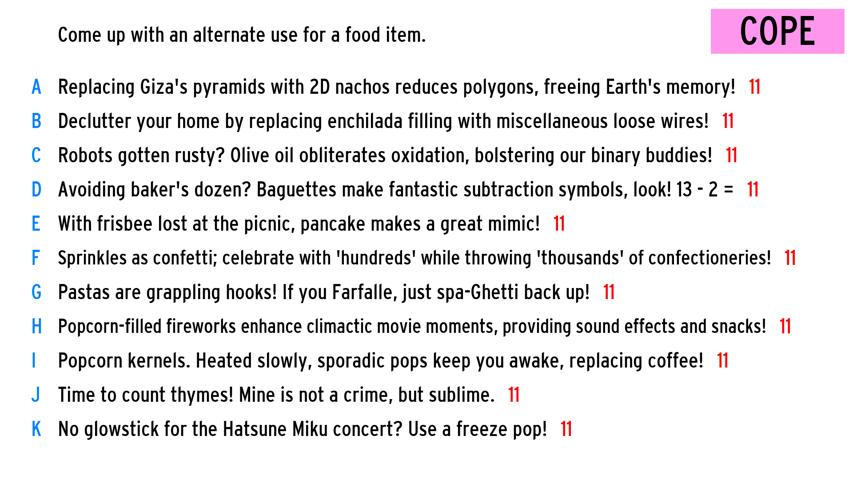 Come up with an alternate use for a food item.
COPE
A Replacing Giza's pyramids with 2D nachos reduces polygons, freeing Earth's memory! 11
B Declutter your home by replacing enchilada filling with miscellaneous loose wires! 11
C Robots gotten rusty? Olive oil obliterates oxidation, bolstering our binary buddies! 11
D Avoiding baker's dozen? Baguettes make fantastic subtraction symbols, look! 13 - 2 = 11
E With frisbee lost at the picnic, pancake makes a great mimic! 11
F Sprinkles as confetti; celebrate with 'hundreds' while throwing 'thousands' of confectioneries! 11
G Pastas are grappling hooks! If you Farfalle, just spa-Ghetti back up! 11
H Popcorn-filled fireworks enhance climactic movie moments, providing sound effects and snacks! 11
I Popcorn kernels. Heated slowly, sporadic pops keep you awake, replacing coffee! 11
J Time to count thymes! Mine is not a crime, but sublime. 11
K No glowstick for the Hatsune Miku concert? Use a freeze pop! 11